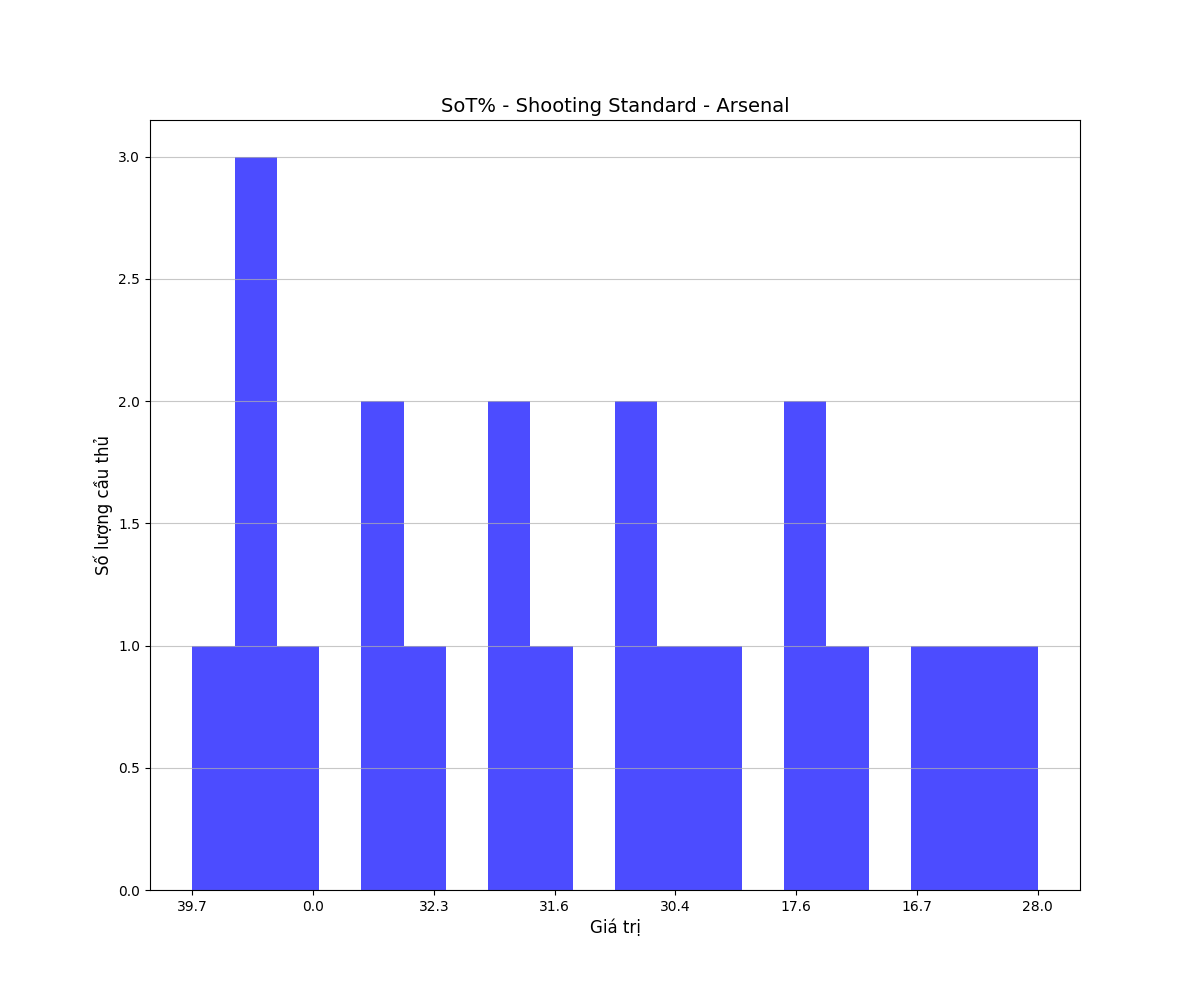 SoT% - Shooting Standard - Arsenal
Số lượng cầu thủ
3.0
2.5
2.0
1.5
1.0
0.5
0.0
39.7 0.0 32.3 31.6 30.4 17.6 16.7 28.0
Giá trị